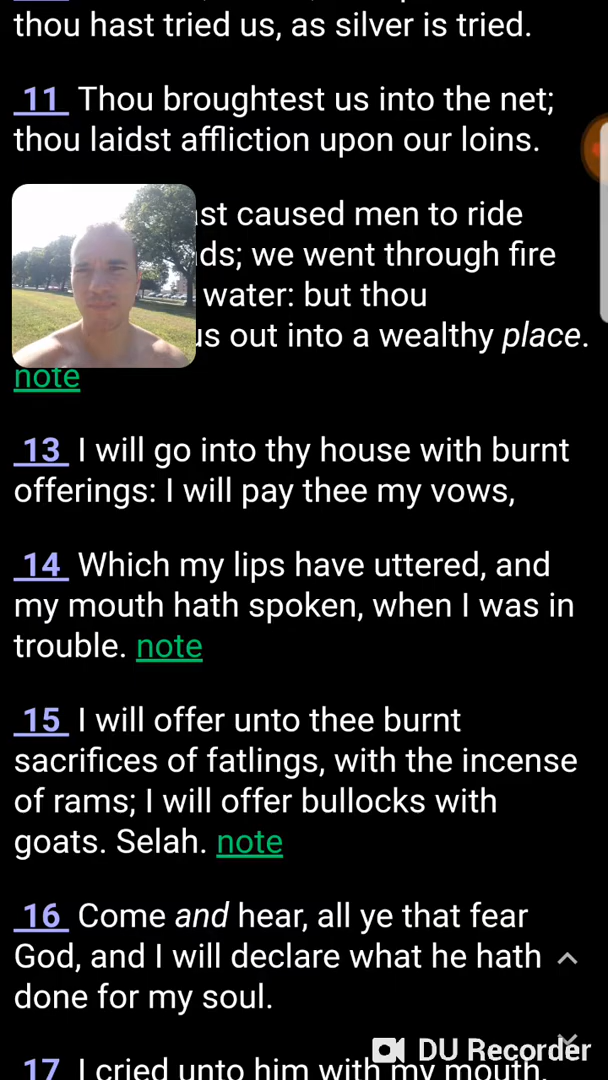 thou hast tried us, as silver is tried.
11 Thou broughtest us into the net;
thou laidst affliction upon our loins.
ast caused men to ride
ds; we went through fire
water: but thou
us out into a wealthy place.
note
13 I will go into thy house with burnt
offerings: I will pay thee my vows,
14 Which my lips have uttered, and
my mouth hath spoken, when I was in
trouble. note
15 I will offer unto thee burnt
sacrifices of fatlings, with the incense
of rams; I will offer bullocks with
goats. Selah. note
16 Come and hear, all ye that fear
God, and I will declare what he hath
done for my soul.
DU Recorder
17 I cried unto him with my mouth,